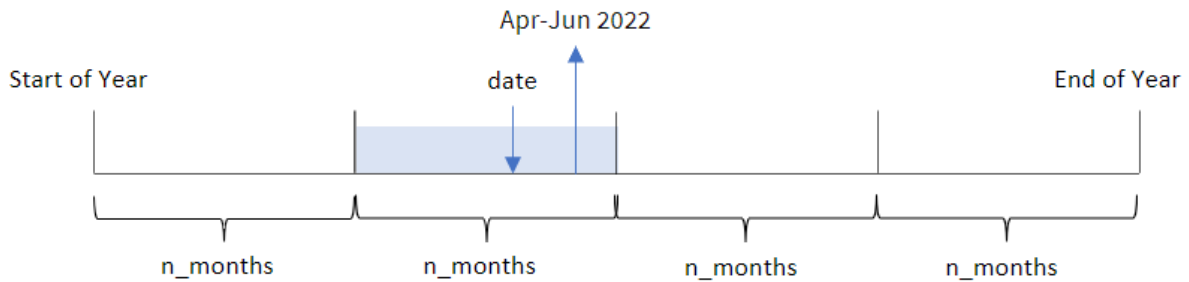 Apr-Jun 2022
Start of Year
date
End of Year
n_months
n_months
n_months
n_months